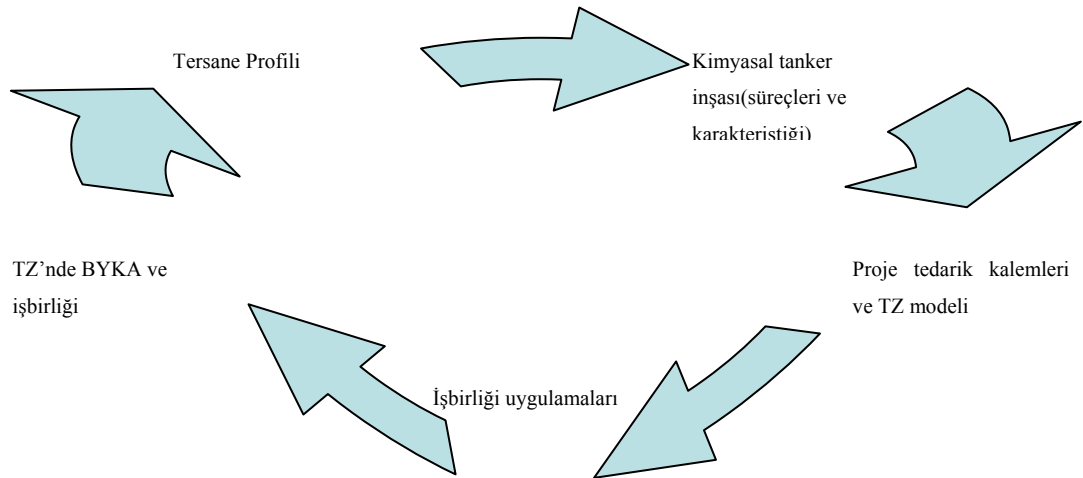 Tersane Profili
Kimyasal tanker
inşası(süreçleri ve
karakteristiği)
Proje tedarik kalemleri
ve TZ modeli
İşbirliği uygulamaları
TZ’nde BYKA ve
işbirliği